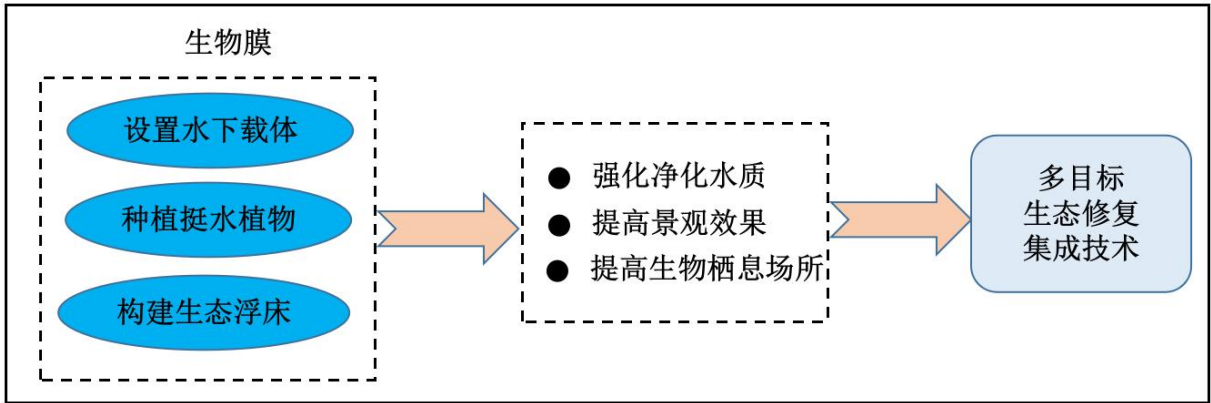 生物膜
设置水下载体
种植挺水植物
构建生态浮床
● 强化净化水质
● 提高景观效果
● 提高生物栖息场所
多目标
生态修复
集成技术